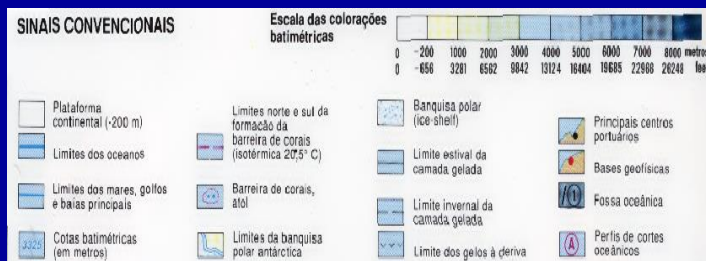 SINAIS CONVENCIONAIS
Escala das colorações
batimétricas
0 -200 1000 2000 3000 4000 5000 6000 7000 8000 metros
0 -656 3281 6562 9842 13124 16404 19685 22966 26248 feet
Plataforma
continental (-200 m)
Limites dos oceanos
Limites dos mares, golfos
e baías principais
3325
Cotas batimétricas
(em metros)
Limites norte e sul da
formação da
barreira de corais
(isotérmica 20,5° C)
Barreira de corais,
atól
Limites da banquisa
polar antárctica
Banquisa polar
(ice-shelf)
Limite estival da
camada gelada
Limite invernal da
camada gelada
Limite dos gelos à deriva
Principais centros
portuários
Bases geofísicas
1
Fossa oceânica
A
Perfis de cortes
oceânicos